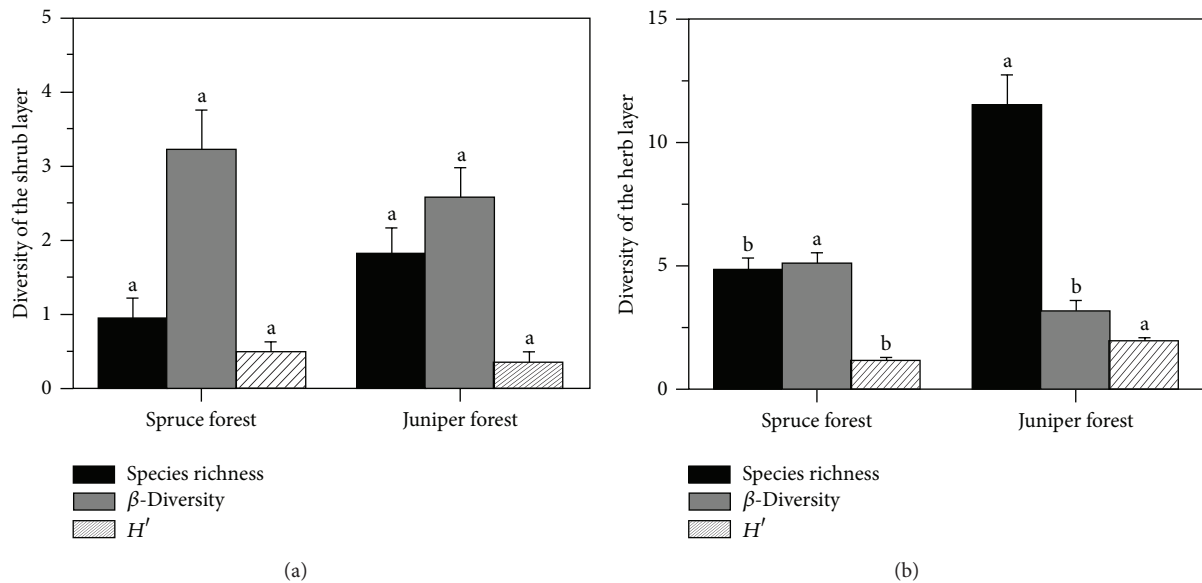 Diversity of the shrub layer
5
4
3
2
1
0
a
a
a
a
a
a
Spruce forest
Juniper forest
Species richness
β-Diversity
H′
(a)
Diversity of the herb layer
15
10
5
0
b
a
b
a
b
a
Spruce forest
Juniper forest
Species richness
β-Diversity
H′
(b)